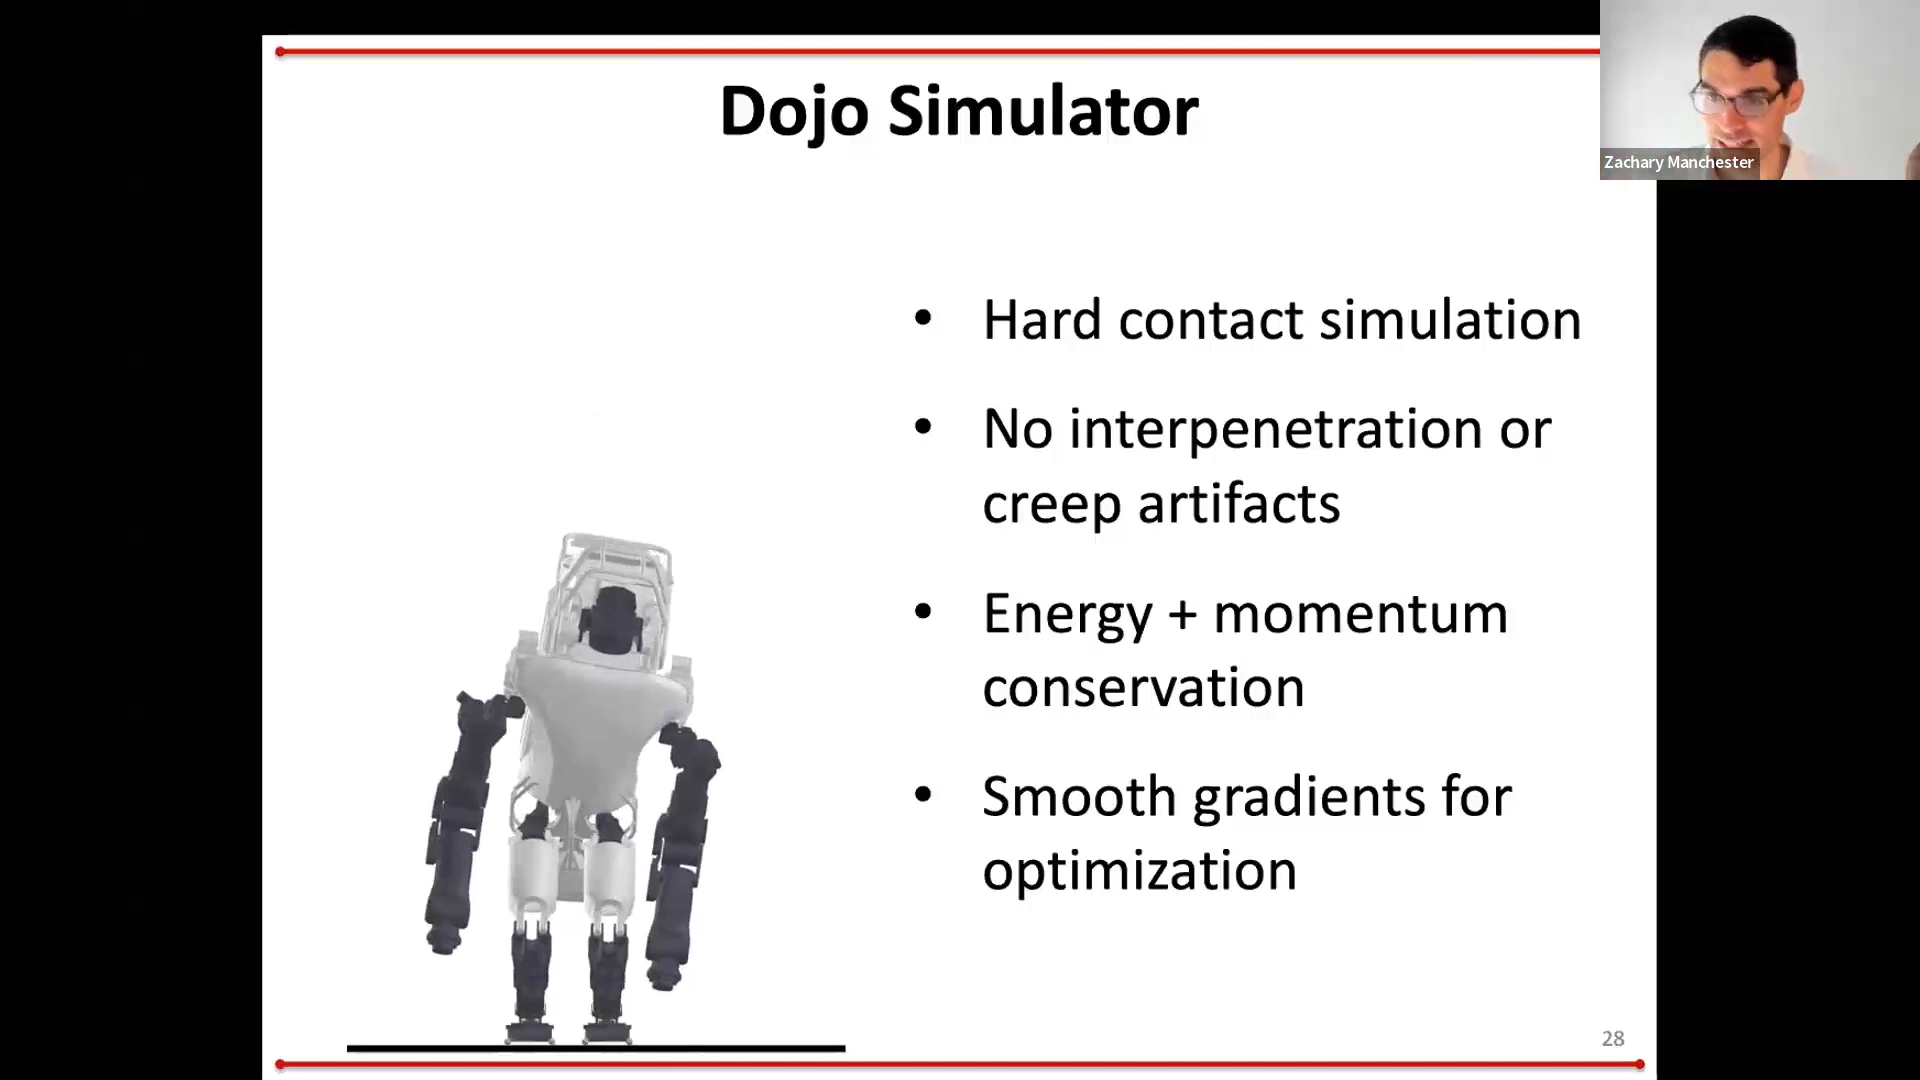 Dojo Simulator
Zachary Manchester
• Hard contact simulation
• No interpenetration or
creep artifacts
• Energy + momentum
conservation
• Smooth gradients for
optimization
28